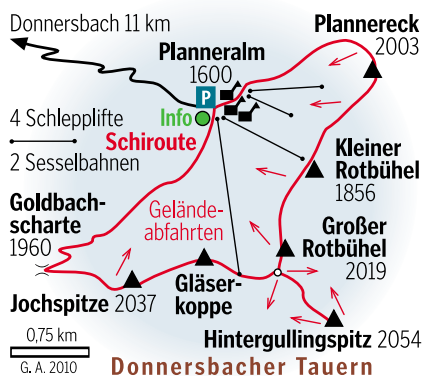 Donnersbach 11 km
Plannereck
2003
Planneralm
1600
P
Info
Schiroute
4 Schlepplifte
2 Sesselbahnen
Kleiner
Rotbühel
1856
Goldbach-
scharte
1960
Gelände-
abfahrten
Großer
Rotbühel
2019
Jochspitze 2037
Gläser-
koppe
Hintergullingspitz 2054
0,75 km
G. A. 2010
Donnersbacher Tauern